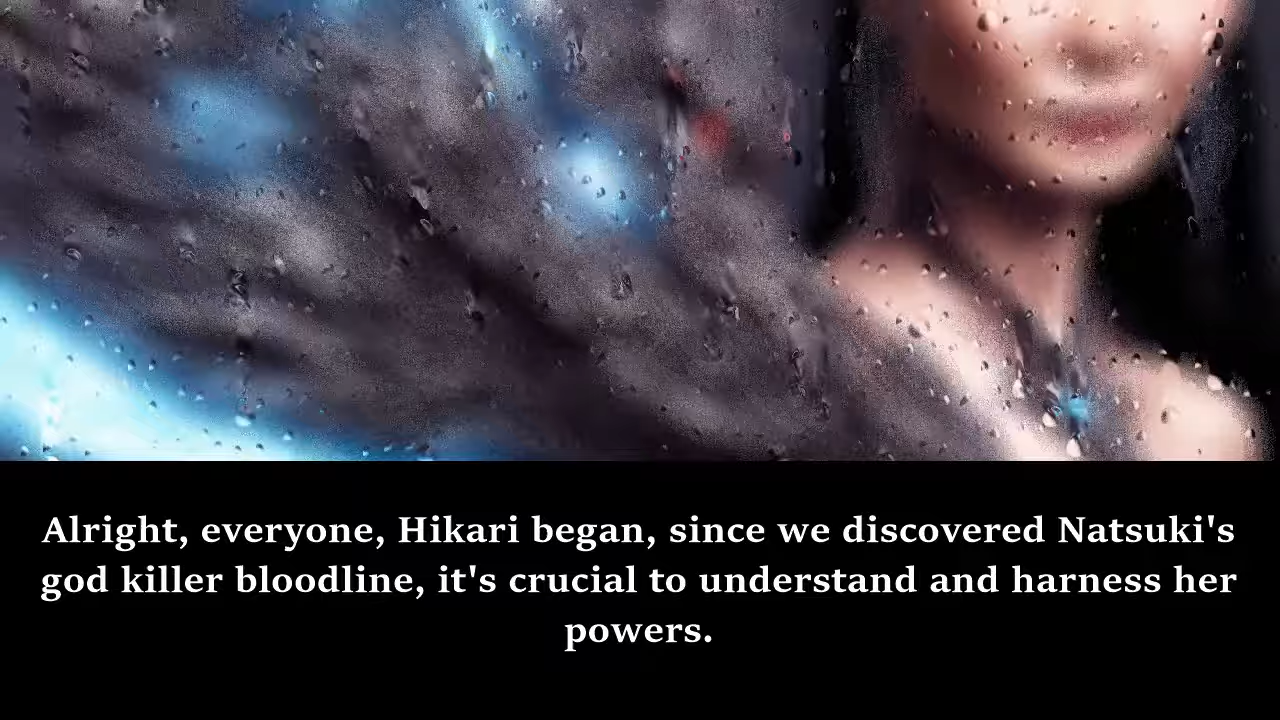 Alright, everyone, Hikari began, since we discovered Natsuki's
god killer bloodline, it's crucial to understand and harness her
powers.